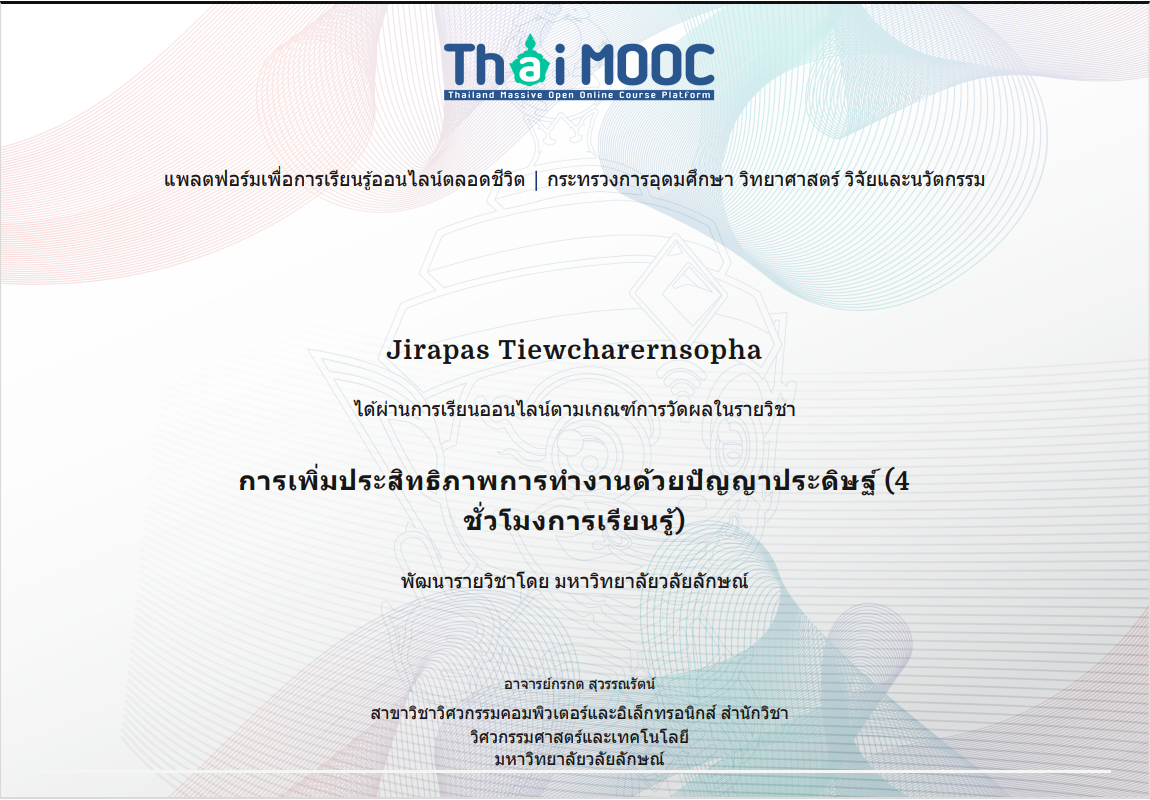 Thai MOOC
Thailand Massive Open Online Course Platform
แพลตฟอร์มเพื่อการเรียนรู้ออนไลน์ตลอดชีวิต | กระทรวงการอุดมศึกษา วิทยาศาสตร์ วิจัยและนวัตกรรม
Jirapas Tiewcharernsopha
ได้ผ่านการเรียนออนไลน์ตามเกณฑ์การวัดผลในรายวิชา
การเพิ่มประสิทธิภาพการทำงานด้วยปัญญาประดิษฐ์ (4
ชั่วโมงการเรียนรู้)
พัฒนารายวิชาโดย มหาวิทยาลัยวลัยลักษณ์
อาจารย์กรกต สุวรรณรัตน์
สาขาวิชาวิศวกรรมคอมพิวเตอร์และอิเล็กทรอนิกส์ สำนักวิชา
วิศวกรรมศาสตร์และเทคโนโลยี
มหาวิทยาลัยวลัยลักษณ์